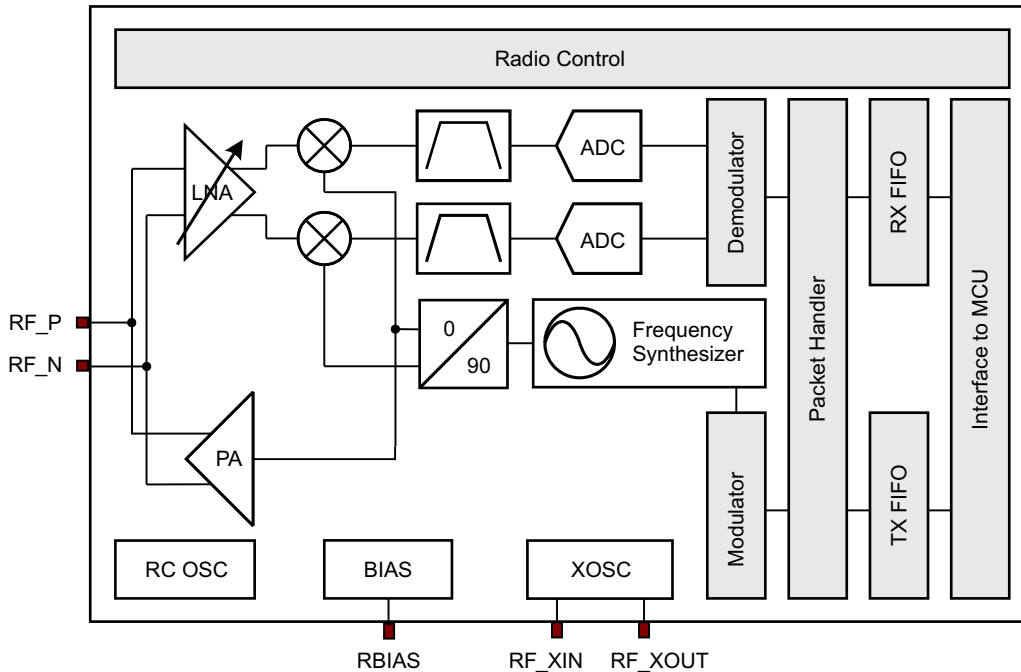 Radio Control
LNA
ADC
ADC
Demodulator
Packet Handler
RX FIFO
Interface to MCU
RF_P
RF_N
0
90
Frequency
Synthesizer
PA
Modulator
TX FIFO
RC OSC
BIAS
XOSC
RBIAS
RF_XIN
RF_XOUT